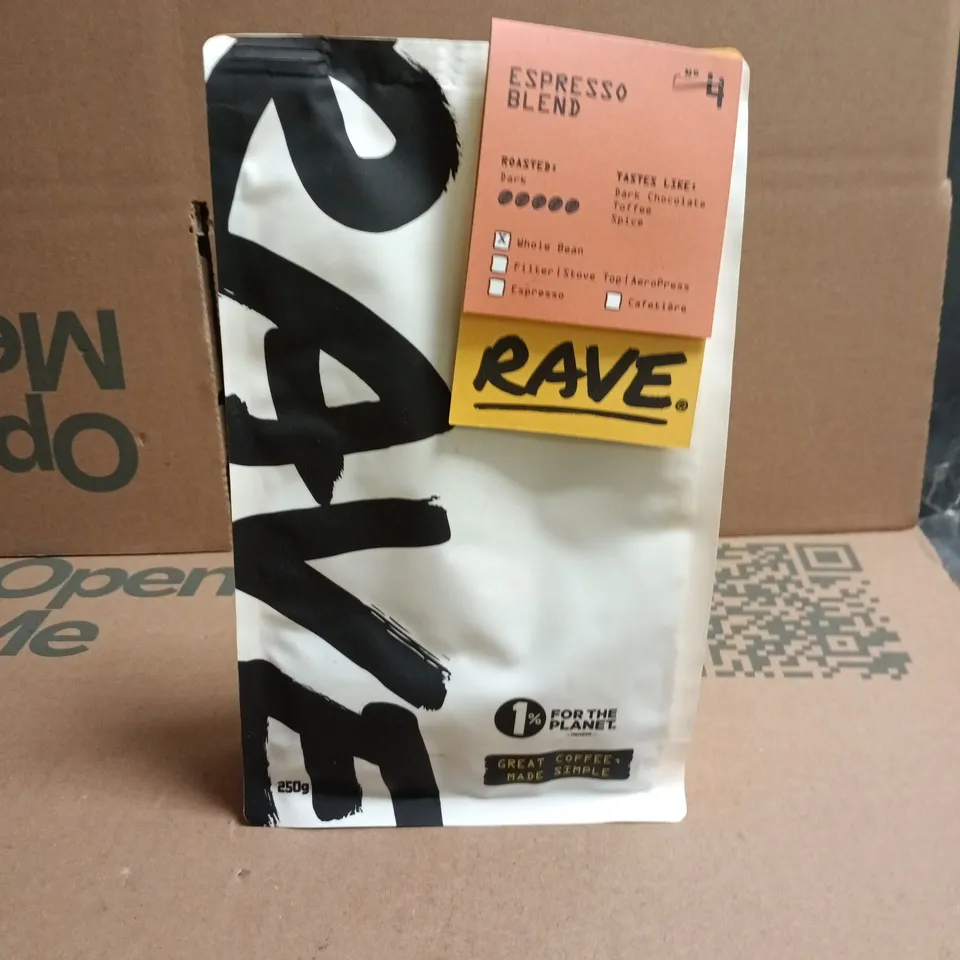 ESPRESSO
BLEND
No 4
ROASTED:
Dark
TASTES LIKE:
Dark Chocolate
Toffee
Spice
X Whole Bean
Filter|Stove Top|AeroPress
Espresso
Cafetière
RAVE.®
RAVE
1% FOR THE
PLANET.
GREAT COFFEE,
MADE SIMPLE
250g
Open
Me
Open
Me